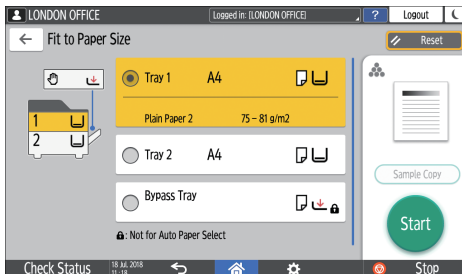 LONDON OFFICE
Logged in: [LONDON OFFICE]
?
Logout
Fit to Paper Size
Reset
Tray 1 A4
Plain Paper 2 75 – 81 g/m2
1
2
Tray 2 A4
Bypass Tray
: Not for Auto Paper Select
Sample Copy
Start
Check Status
18 Jul. 2018
11:18
Stop